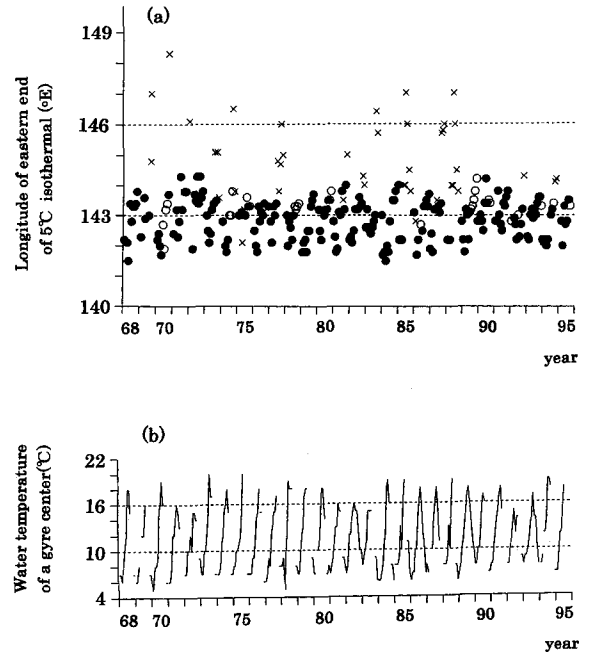 (a)
Longitude of eastern end
of 5℃ isothermal (°E)
149
146
143
140
68 70 75 80 85 90 95
year
(b)
Water temperature
of a gyre center(℃)
22
16
10
4
68 70 75 80 85 90 95
year